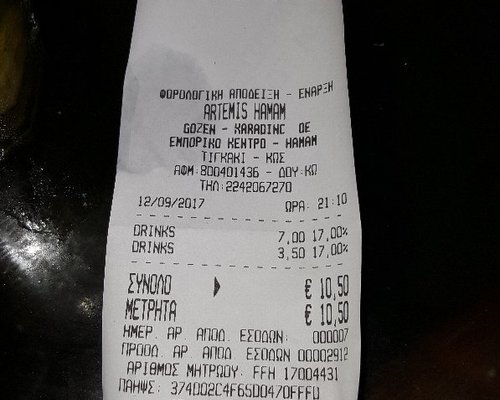 ΦΟΡΟΛΟΓΙΚΗ ΑΠΟΔΕΙΞΗ - ΕΝΑΡΞΗ
ARTEMIS HAMAM
GOZEN - KARADINC OE
ΕΜΠΟΡΙΚΟ ΚΕΝΤΡΟ - HAMAM
ΤΙΓΚΑΚΙ - ΚΩΣ
ΑΦΜ:800401436 - ΔΟΥ:ΚΩ
ΤΗΛ:2242067270
12/09/2017 ΩΡΑ: 21:10
DRINKS 7,00 17,00%
DRINKS 3,50 17,00%
ΣΥΝΟΛΟ € 10,50
ΜΕΤΡΗΤΑ € 10,50
ΗΜΕΡ. ΑΡ. ΑΠΟΔ. ΕΣΟΔΩΝ: 000007
ΠΡΟΟΔ. ΑΡ. ΑΠΟΔ. ΕΣΟΔΩΝ 00002912
ΑΡΙΘΜΟΣ ΜΗΤΡΩΟΥ: FFH 17004431
ΠΑΗΨΣ: